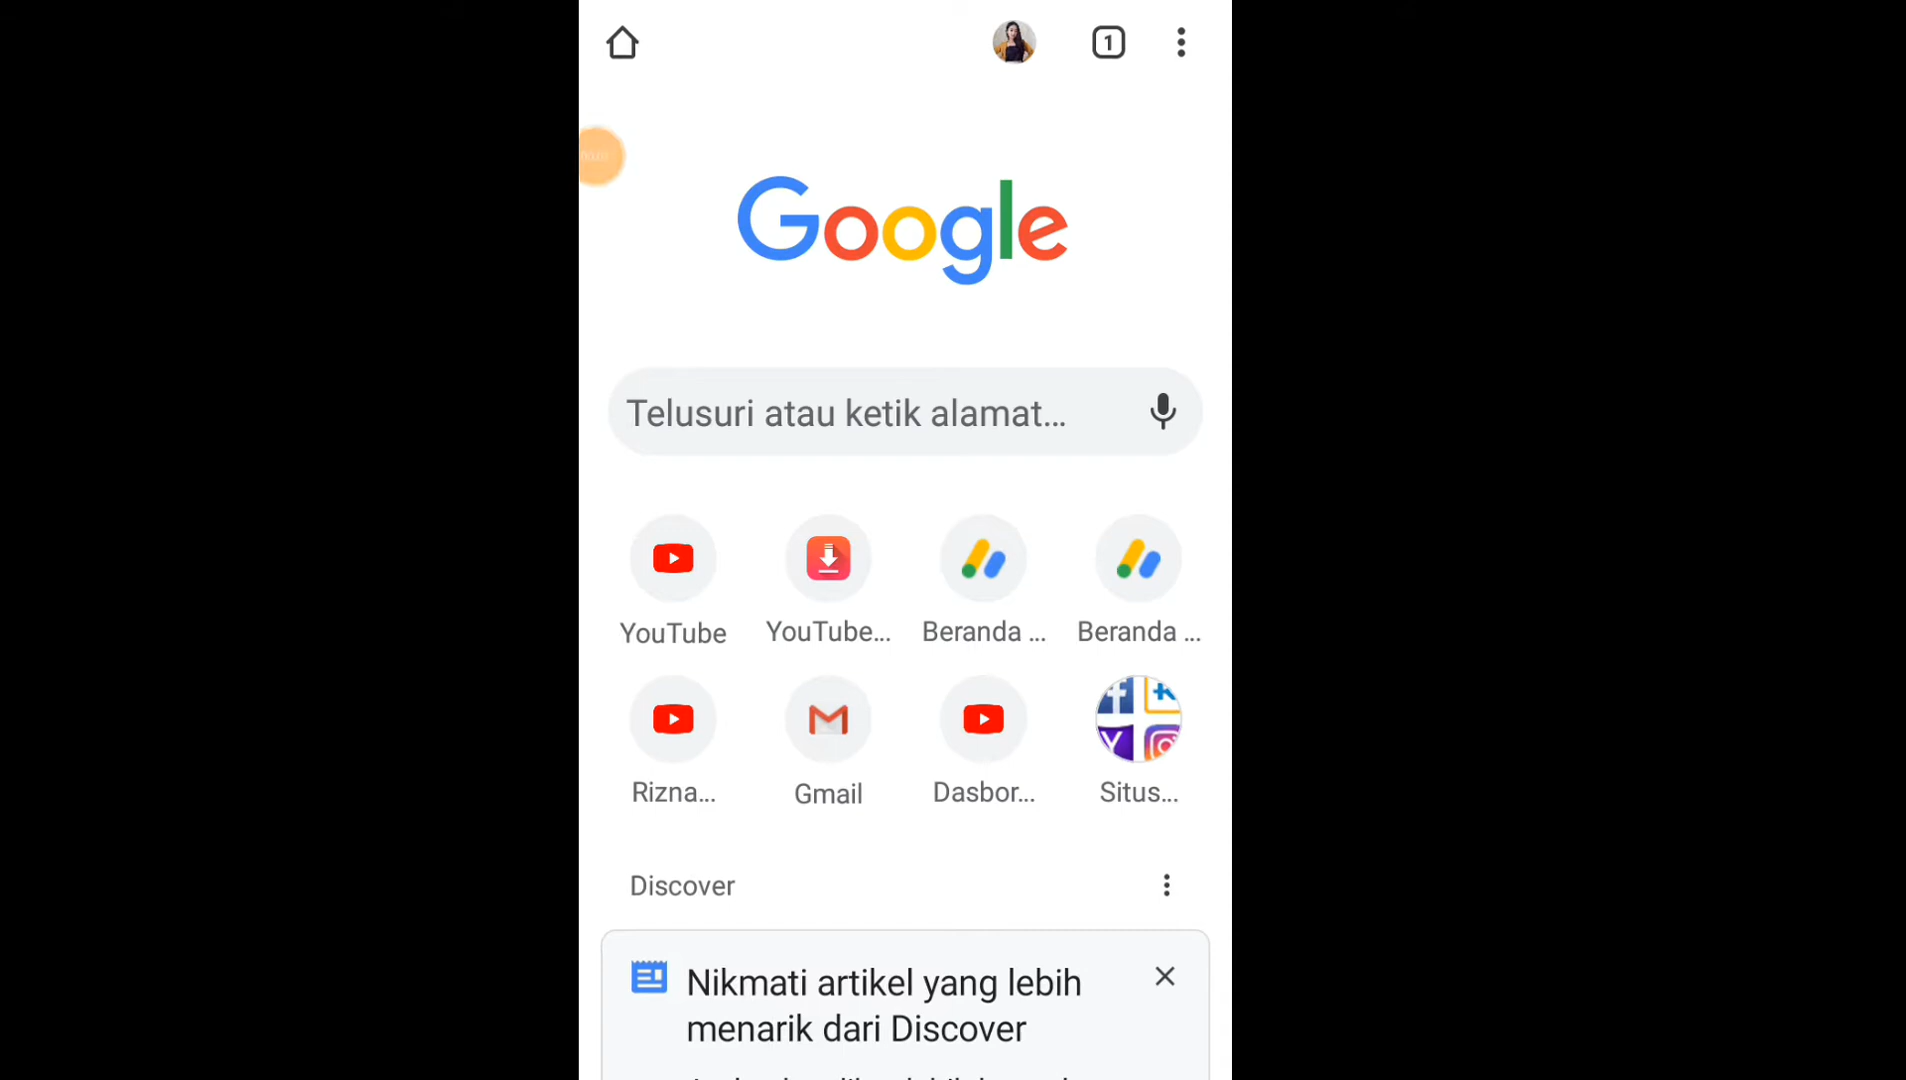 1
Google
Telusuri atau ketik alamat...
YouTube
YouTube...
Beranda ...
Beranda ...
Rizna...
Gmail
Dasbor...
Situs...
Discover
Nikmati artikel yang lebih
menarik dari Discover